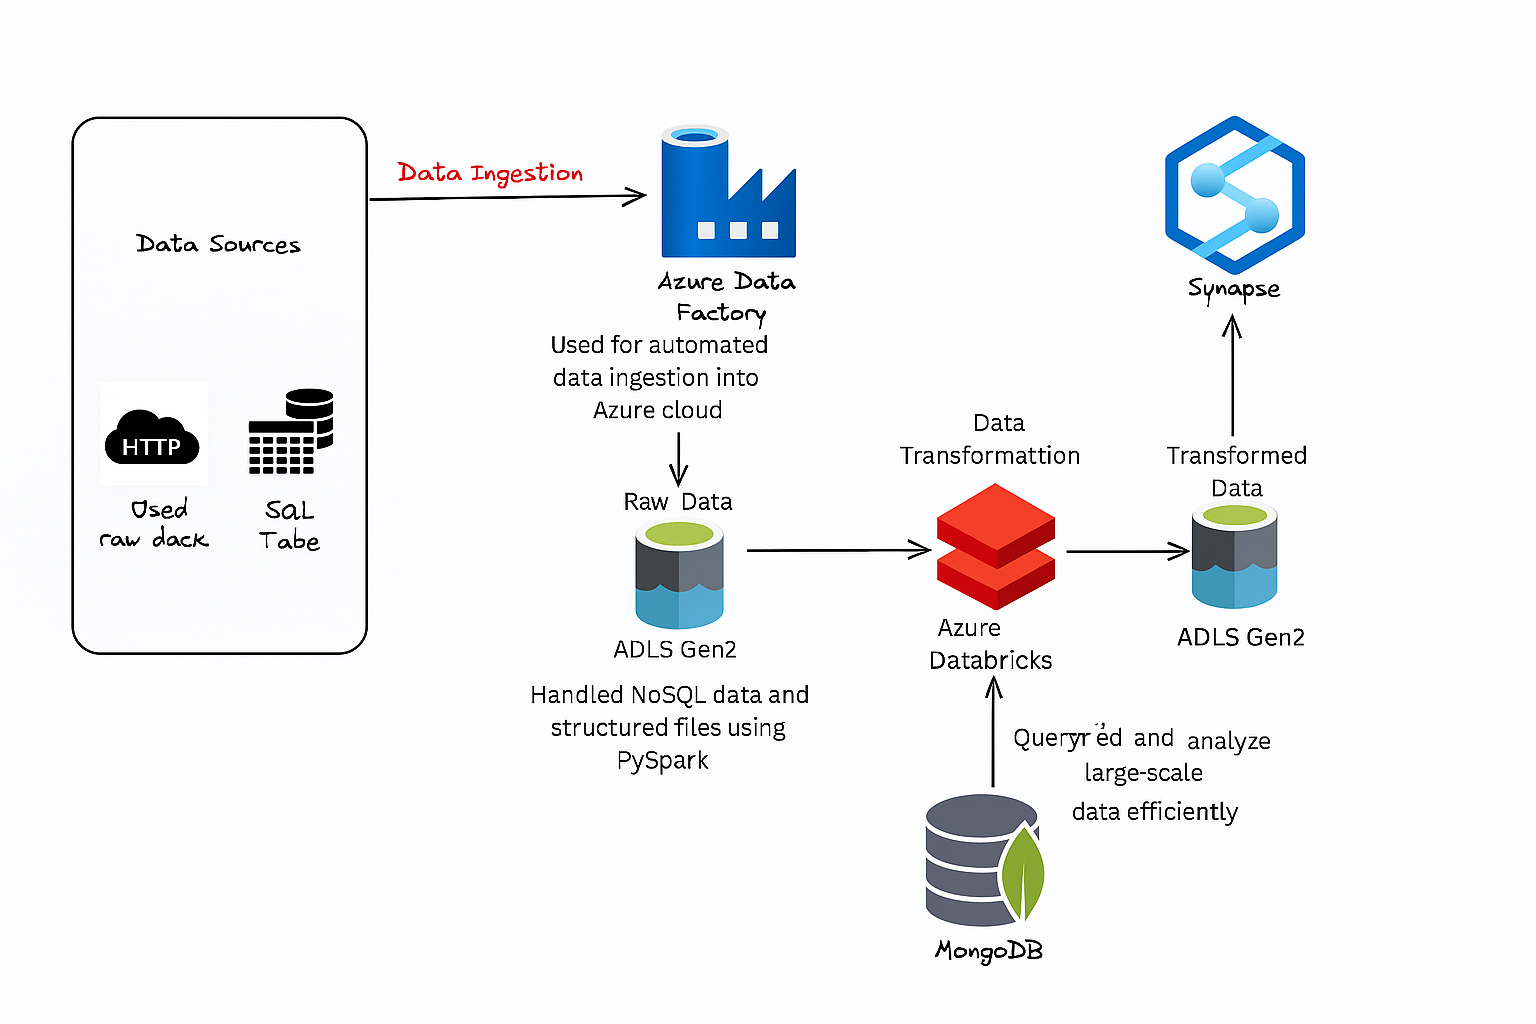 Data Sources
HTTP
Used
raw dack
SQL
Tabe
Data Ingestion
Azure Data
Factory
Used for automated
data ingestion into
Azure cloud
Raw Data
ADLS Gen2
Handled NoSQL data and
structured files using
PySpark
Data
Transformattion
Azure
Databricks
and analyze
large-scale
data efficiently
MongoDB
Synapse
Transformed
Data
ADLS Gen2